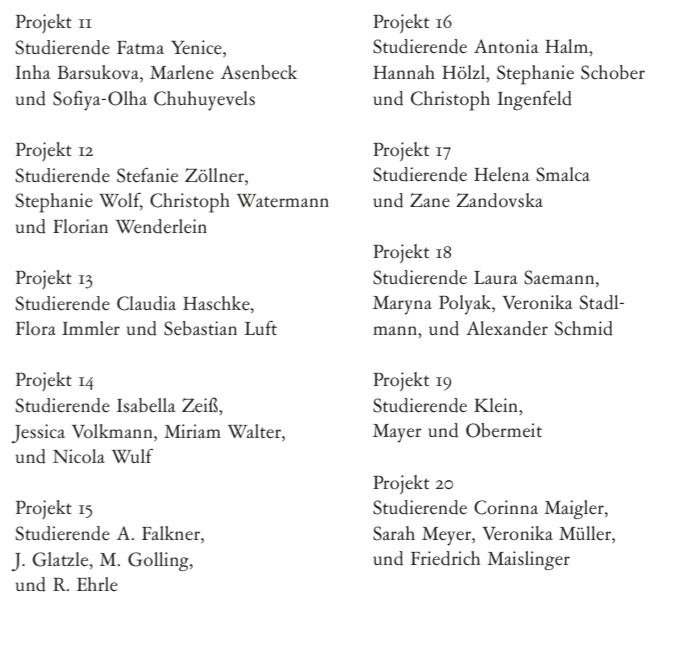 Projekt 11
Studierende Fatma Yenice,
Inha Barsukova, Marlene Asenbeck
und Sofiya-Olha Chuhuyevels
Projekt 12
Studierende Stefanie Zöllner,
Stephanie Wolf, Christoph Watermann
und Florian Wenderlein
Projekt 13
Studierende Claudia Haschke,
Flora Immler und Sebastian Luft
Projekt 14
Studierende Isabella Zeiß,
Jessica Volkmann, Miriam Walter,
und Nicola Wulf
Projekt 15
Studierende A. Falkner,
J. Glatzle, M. Golling,
und R. Ehrle
Projekt 16
Studierende Antonia Halm,
Hannah Hölzl, Stephanie Schober
und Christoph Ingenfeld
Projekt 17
Studierende Helena Smalca
und Zane Zandovska
Projekt 18
Studierende Laura Saemann,
Maryna Polyak, Veronika Stadl-
mann, und Alexander Schmid
Projekt 19
Studierende Klein,
Mayer und Obermeit
Projekt 20
Studierende Corinna Maigler,
Sarah Meyer, Veronika Müller,
und Friedrich Maislinger